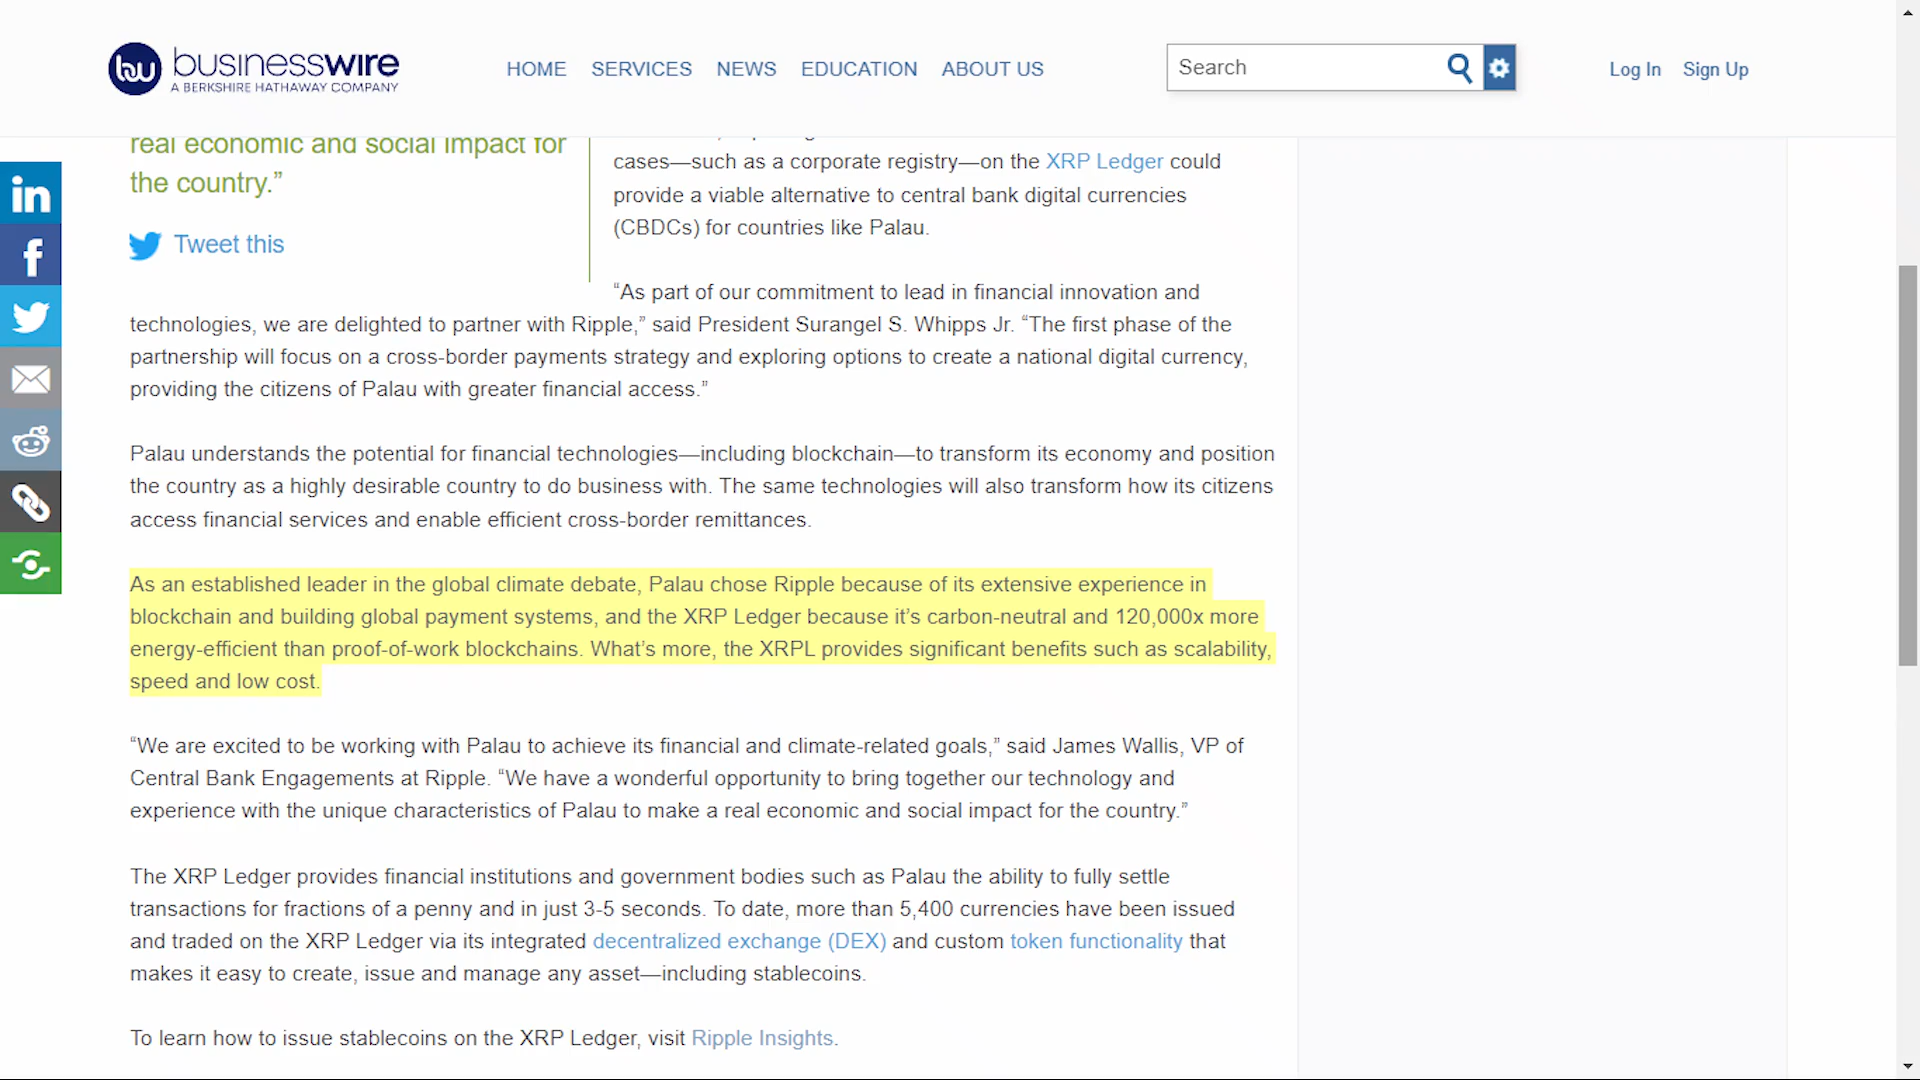 businesswire
A BERKSHIRE HATHAWAY COMPANY
HOME SERVICES NEWS EDUCATION ABOUT US
Search
Log In Sign Up
real economic and social impact for
the country.”
Tweet this
cases—such as a corporate registry—on the XRP Ledger could
provide a viable alternative to central bank digital currencies
(CBDCs) for countries like Palau.
“As part of our commitment to lead in financial innovation and
technologies, we are delighted to partner with Ripple,” said President Surangel S. Whipps Jr. “The first phase of the
partnership will focus on a cross-border payments strategy and exploring options to create a national digital currency,
providing the citizens of Palau with greater financial access.”
Palau understands the potential for financial technologies—including blockchain—to transform its economy and position
the country as a highly desirable country to do business with. The same technologies will also transform how its citizens
access financial services and enable efficient cross-border remittances.
As an established leader in the global climate debate, Palau chose Ripple because of its extensive experience in
blockchain and building global payment systems, and the XRP Ledger because it’s carbon-neutral and 120,000x more
energy-efficient than proof-of-work blockchains. What’s more, the XRPL provides significant benefits such as scalability,
speed and low cost.
“We are excited to be working with Palau to achieve its financial and climate-related goals,” said James Wallis, VP of
Central Bank Engagements at Ripple. “We have a wonderful opportunity to bring together our technology and
experience with the unique characteristics of Palau to make a real economic and social impact for the country.”
The XRP Ledger provides financial institutions and government bodies such as Palau the ability to fully settle
transactions for fractions of a penny and in just 3-5 seconds. To date, more than 5,400 currencies have been issued
and traded on the XRP Ledger via its integrated decentralized exchange (DEX) and custom token functionality that
makes it easy to create, issue and manage any asset—including stablecoins.
To learn how to issue stablecoins on the XRP Ledger, visit Ripple Insights.